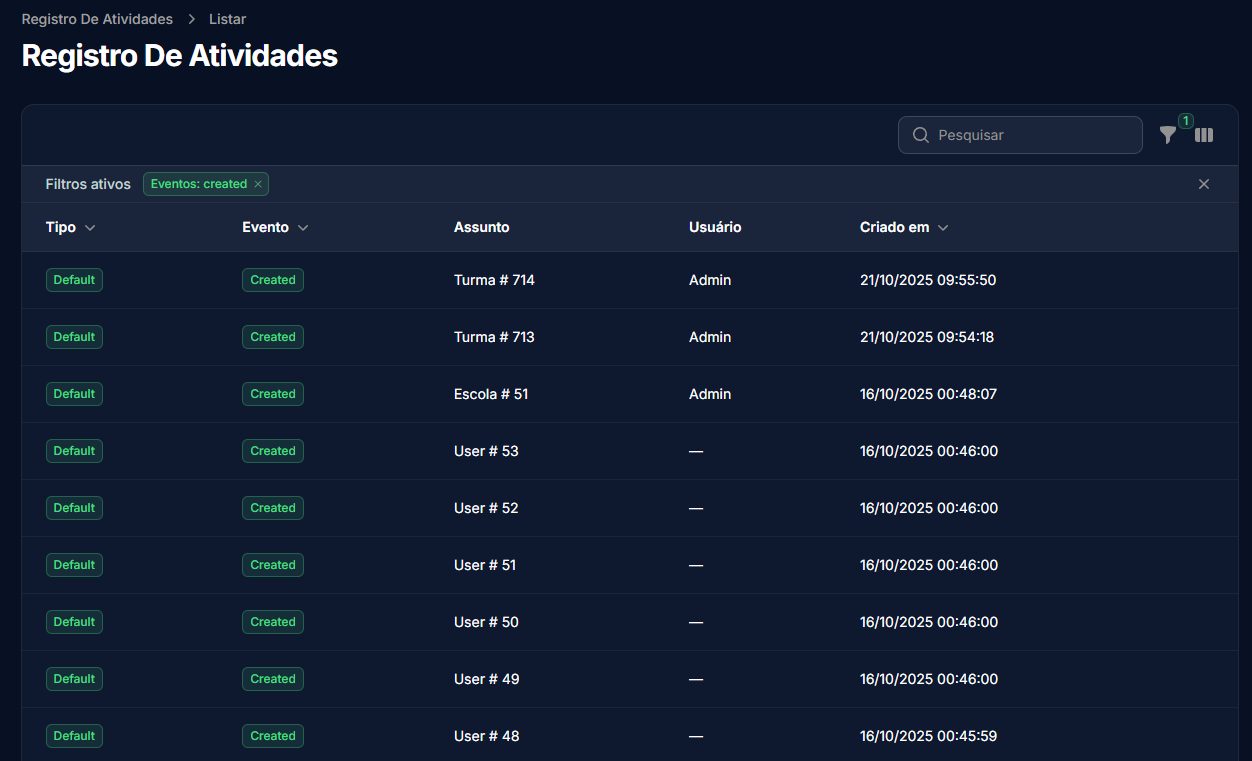 Registro De Atividades > Listar
Registro De Atividades
Pesquisar 1
Filtros ativos Eventos: created ×
Tipo Evento Assunto Usuário Criado em
Default Created Turma # 714 Admin 21/10/2025 09:55:50
Default Created Turma # 713 Admin 21/10/2025 09:54:18
Default Created Escola # 51 Admin 16/10/2025 00:48:07
Default Created User # 53 — 16/10/2025 00:46:00
Default Created User # 52 — 16/10/2025 00:46:00
Default Created User # 51 — 16/10/2025 00:46:00
Default Created User # 50 — 16/10/2025 00:46:00
Default Created User # 49 — 16/10/2025 00:46:00
Default Created User # 48 — 16/10/2025 00:45:59